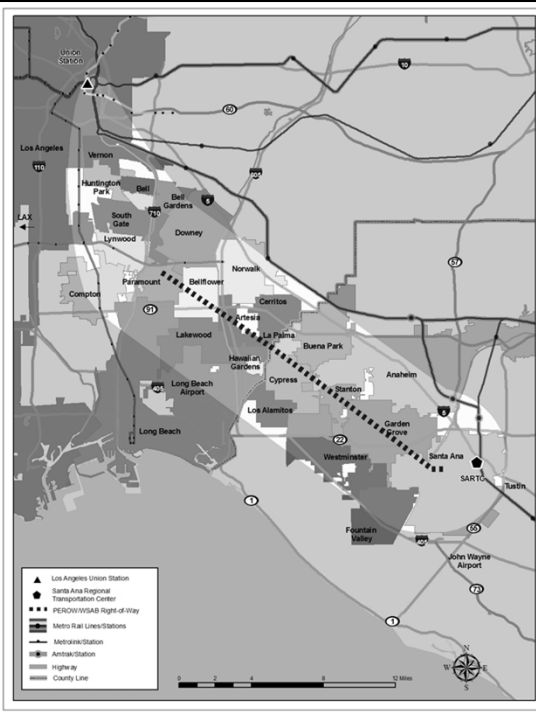 Union
Station
10
60
Los Angeles
110
Vernon
605
Huntington
Park
Bell
Bell
Gardens
5
South
Gate
710
LAX
Lynwood
Downey
57
Norwalk
Paramount
Bellflower
Compton
Cerritos
91
Artesia
Lakewood
La Palma
Buena Park
Hawaiian
Gardens
Cypress
Anaheim
Long Beach
Airport
Stanton
Los Alamitos
5
Garden
Grove
Long Beach
22
Westminster
Santa Ana
SARTC
Tustin
1
Fountain
Valley
55
405
John Wayne
Airport
73
1
Los Angeles Union Station
Santa Ana Regional
Transportation Center
PEROW/WSAB Right-of-Way
Metro Rail Lines/Stations
Metrolink/Station
Amtrak/Station
Highway
County Line
0 2 4 8 12 Miles
N
W E
S